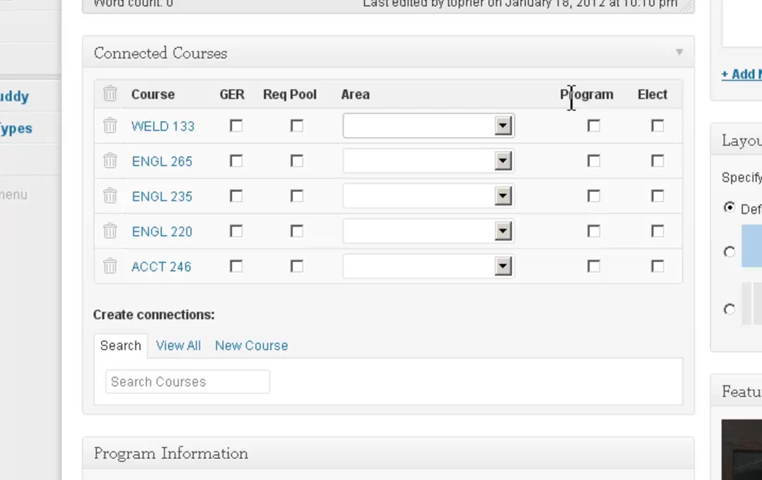 Word count: 0 Last edited by topher on January 18, 2012 at 10:10 pm
Connected Courses
+ Add
uddy
Course GER Req Pool Area Program Elect
ypes
WELD 133
Layou
ENGL 265
Specify
menu
ENGL 235
Def
ENGL 220
ACCT 246
Create connections:
Search View All New Course
Search Courses
Featu
Program Information